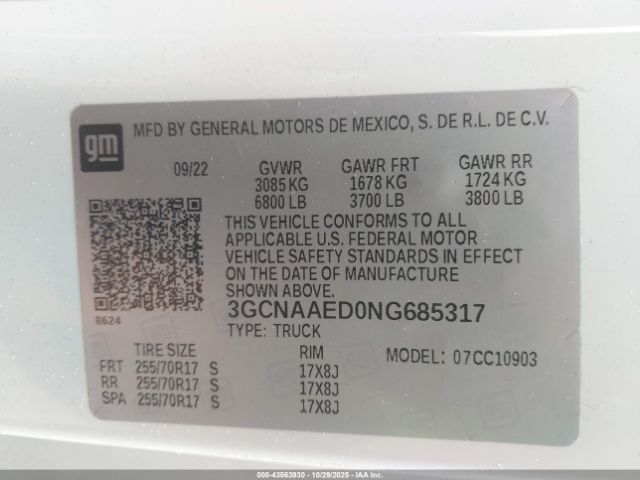 gm
MFD BY GENERAL MOTORS DE MEXICO, S. DE R.L. DE C.V.
09/22 GVWR GAWR FRT GAWR RR
3085 KG 1678 KG 1724 KG
6800 LB 3700 LB 3800 LB
THIS VEHICLE CONFORMS TO ALL
APPLICABLE U.S. FEDERAL MOTOR
VEHICLE SAFETY STANDARDS IN EFFECT
ON THE DATE OF MANUFACTURE
SHOWN ABOVE.
3GCNAAED0NG685317
8624
TYPE: TRUCK
TIRE SIZE RIM MODEL: 07CC10903
FRT 255/70R17 S 17X8J
RR 255/70R17 S 17X8J
SPA 255/70R17 S 17X8J
000-43563930 - 10/29/2025 - IAAI.com